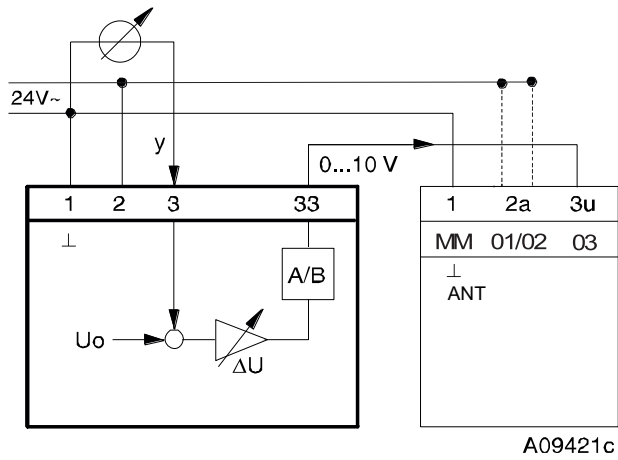 24V~
y
0...10 V
1 2 3 33
1 2a 3u
MM 01/02 03
⊥
⊥
ANT
A/B
Uo
ΔU
A09421c